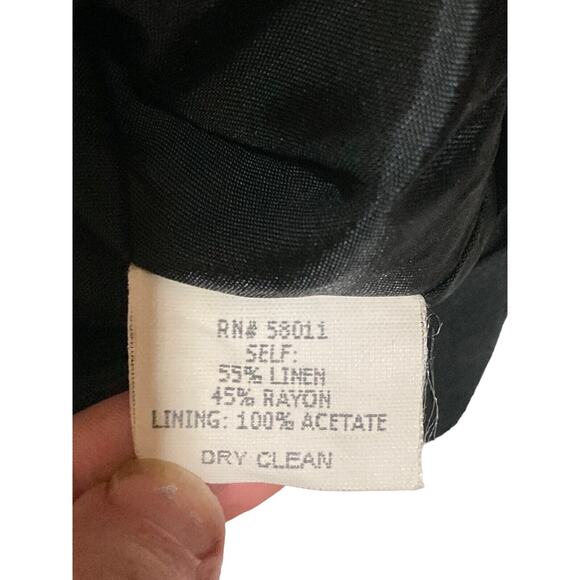 RN# 58011
SELF:
55% LINEN
45% RAYON
LINING: 100% ACETATE
DRY CLEAN